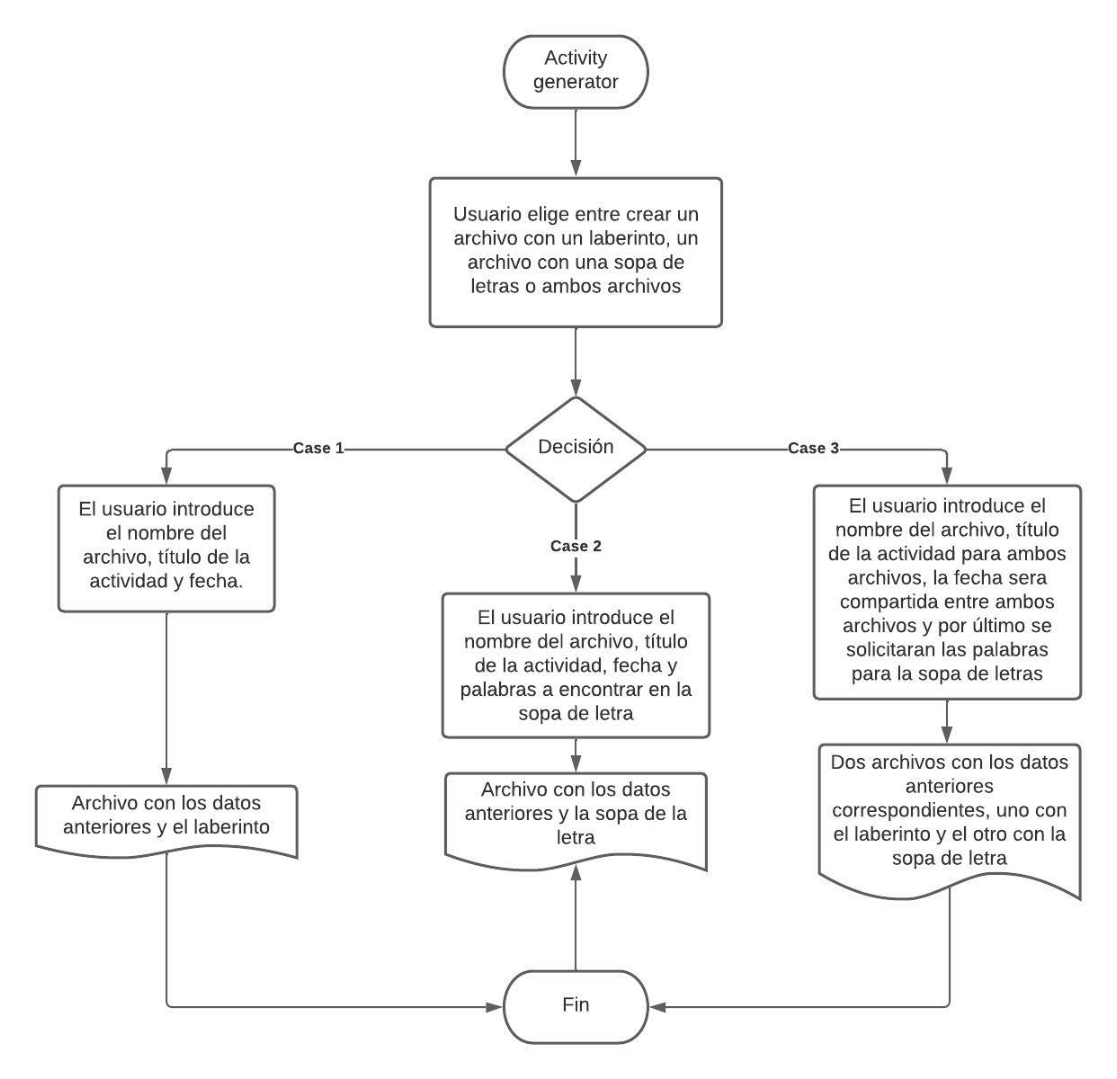 Activity
generator
Usuario elige entre crear un
archivo con un laberinto, un
archivo con una sopa de
letras o ambos archivos
Decisión
Case 1
Case 3
Case 2
El usuario introduce
el nombre del
archivo, título de la
actividad y fecha.
El usuario introduce el
nombre del archivo, título
de la actividad, fecha y
palabras a encontrar en la
sopa de letra
El usuario introduce el
nombre del archivo, título
de la actividad para ambos
archivos, la fecha sera
compartida entre ambos
archivos y por último se
solicitaran las palabras
para la sopa de letras
Archivo con los datos
anteriores y el laberinto
Archivo con los datos
anteriores y la sopa de la
letra
Dos archivos con los datos
anteriores
correspondientes, uno con
el laberinto y el otro con la
sopa de letra
Fin